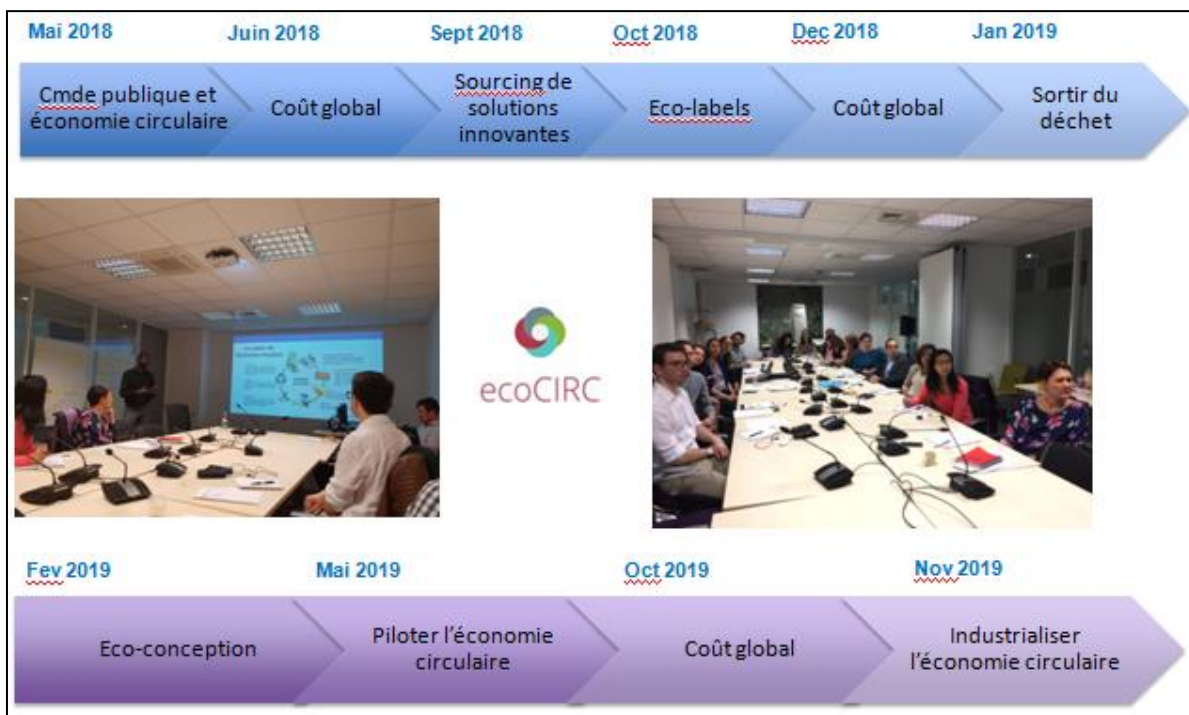 Mai 2018
Juin 2018
Sept 2018
Oct 2018
Dec 2018
Jan 2019
Cmde publique et
économie circulaire
Coût global
Sourcing de
solutions
innovantes
Eco-labels
Coût global
Sortir du
déchet
ecoCIRC
Fev 2019
Mai 2019
Oct 2019
Nov 2019
Eco-conception
Piloter l'économie
circulaire
Coût global
Industrialiser
l'économie circulaire